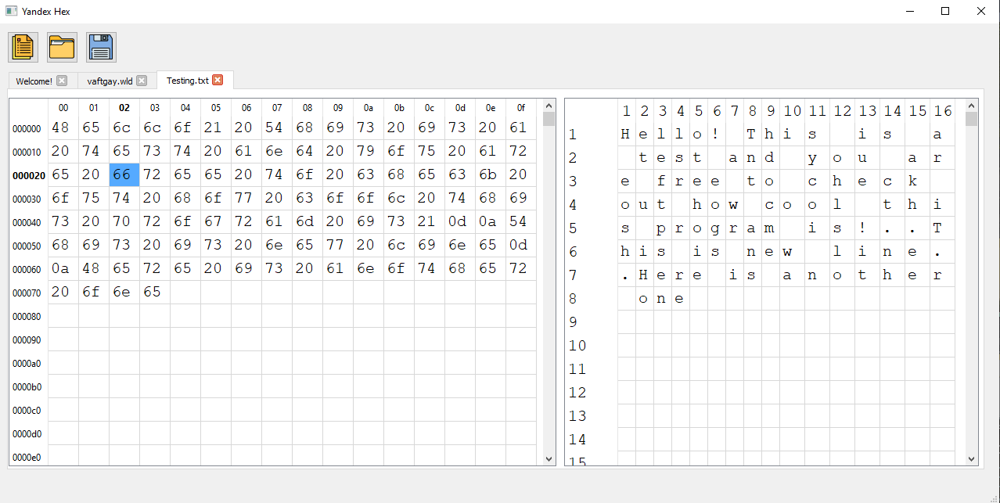 Yandex Hex
Welcome! vaftgay.wld Testing.txt
00 01 02 03 04 05 06 07 08 09 0a 0b 0c 0d 0e 0f
000000 48 65 6c 6c 6f 21 20 54 68 69 73 20 69 73 20 61
000010 20 74 65 73 74 20 61 6e 64 20 79 6f 75 20 61 72
000020 65 20 66 72 65 65 20 74 6f 20 63 68 65 63 6b 20
000030 6f 75 74 20 68 6f 77 20 63 6f 6f 6c 20 74 68 69
000040 73 20 70 72 6f 67 72 61 6d 20 69 73 21 0d 0a 54
000050 68 69 73 20 69 73 20 6e 65 77 20 6c 69 6e 65 0d
000060 0a 48 65 72 65 20 69 73 20 61 6e 6f 74 68 65 72
000070 20 6f 6e 65
000080
000090
0000a0
0000b0
0000c0
0000d0
0000e0
1 2 3 4 5 6 7 8 9 10 11 12 13 14 15 16
1 H e l l o ! T h i s i s a
2 t e s t a n d y o u a r
3 e f r e e t o c h e c k
4 o u t h o w c o o l t h i
5 s p r o g r a m i s ! . . T
6 h i s i s n e w l i n e .
7 . H e r e i s a n o t h e r
8 o n e
9
10
11
12
13
14
15